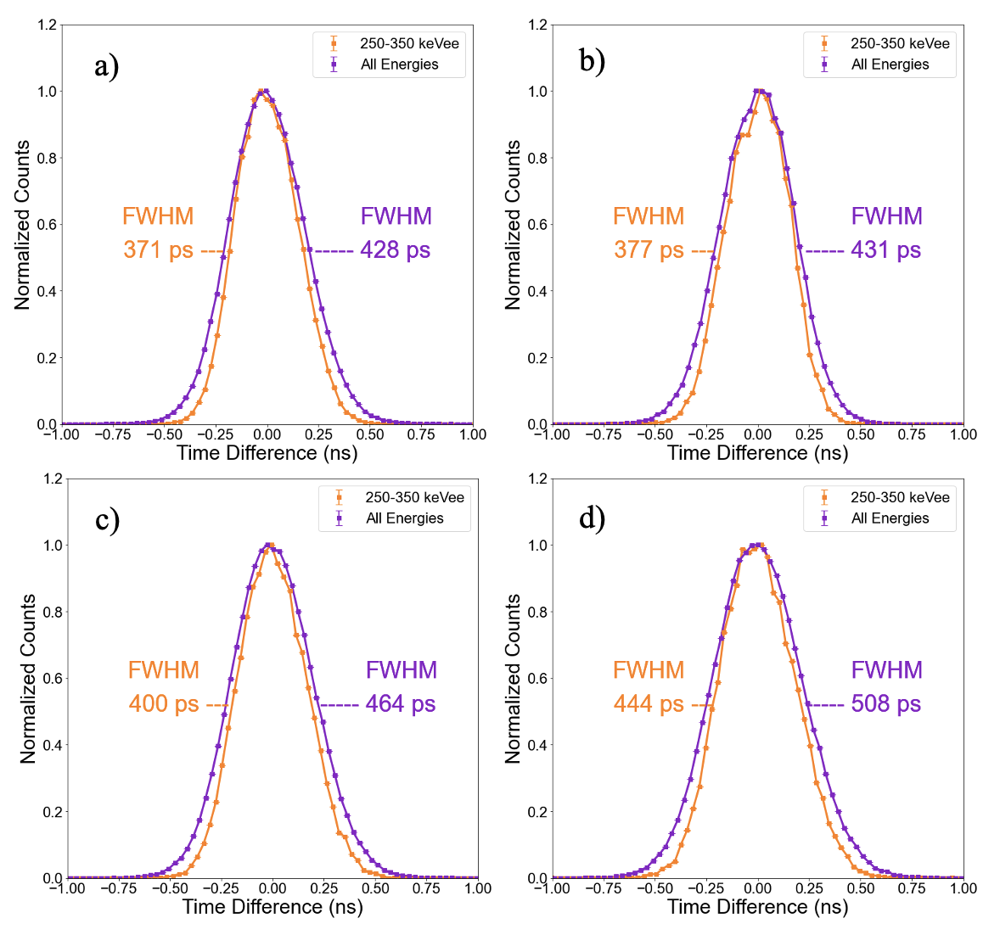 a)
250-350 keVee
All Energies
1.2
1.0
0.8
0.6
0.4
0.2
0.0
Normalized Counts
FWHM
371 ps
FWHM
428 ps
−1.00 −0.75 −0.50 −0.25 0.00 0.25 0.50 0.75 1.00
Time Difference (ns)
b)
250-350 keVee
All Energies
1.2
1.0
0.8
0.6
0.4
0.2
0.0
Normalized Counts
FWHM
377 ps
FWHM
431 ps
−1.00 −0.75 −0.50 −0.25 0.00 0.25 0.50 0.75 1.00
Time Difference (ns)
c)
250-350 keVee
All Energies
1.2
1.0
0.8
0.6
0.4
0.2
0.0
Normalized Counts
FWHM
400 ps
FWHM
464 ps
−1.00 −0.75 −0.50 −0.25 0.00 0.25 0.50 0.75 1.00
Time Difference (ns)
d)
250-350 keVee
All Energies
1.2
1.0
0.8
0.6
0.4
0.2
0.0
Normalized Counts
FWHM
444 ps
FWHM
508 ps
−1.00 −0.75 −0.50 −0.25 0.00 0.25 0.50 0.75 1.00
Time Difference (ns)